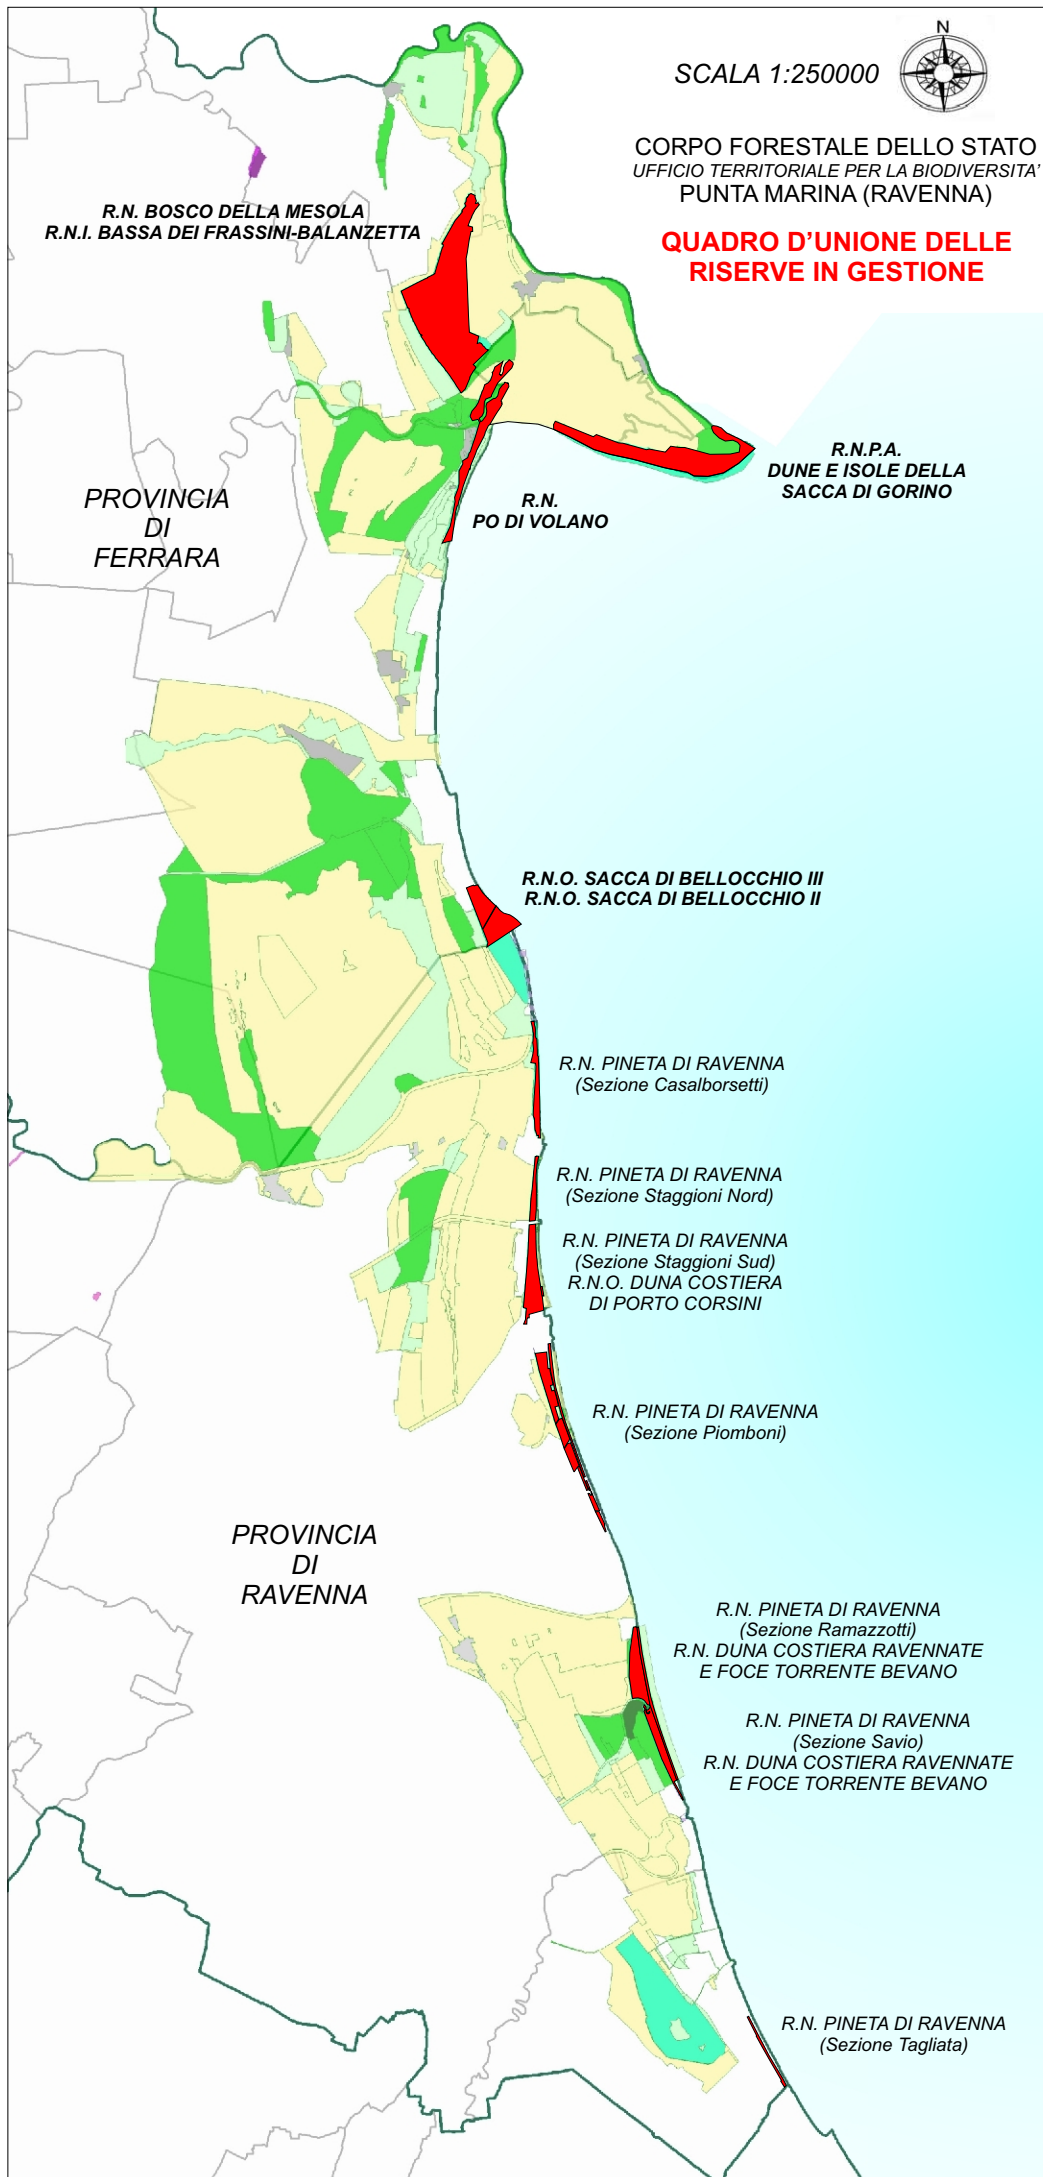 N
SCALA 1:250000
CORPO FORESTALE DELLO STATO
UFFICIO TERRITORIALE PER LA BIODIVERSITA'
PUNTA MARINA (RAVENNA)
QUADRO D'UNIONE DELLE
RISERVE IN GESTIONE
R.N. BOSCO DELLA MESOLA
R.N.I. BASSA DEI FRASSINI-BALANZETTA
R.N.P.A.
DUNE E ISOLE DELLA
SACCA DI GORINO
R.N.
PO DI VOLANO
PROVINCIA
DI
FERRARA
R.N.O. SACCA DI BELLOCCHIO III
R.N.O. SACCA DI BELLOCCHIO II
R.N. PINETA DI RAVENNA
(Sezione Casalborsetti)
R.N. PINETA DI RAVENNA
(Sezione Staggioni Nord)
R.N. PINETA DI RAVENNA
(Sezione Staggioni Sud)
R.N.O. DUNA COSTIERA
DI PORTO CORSINI
R.N. PINETA DI RAVENNA
(Sezione Piomboni)
PROVINCIA
DI
RAVENNA
R.N. PINETA DI RAVENNA
(Sezione Ramazzotti)
R.N. DUNA COSTIERA RAVENNATE
E FOCE TORRENTE BEVANO
R.N. PINETA DI RAVENNA
(Sezione Savio)
R.N. DUNA COSTIERA RAVENNATE
E FOCE TORRENTE BEVANO
R.N. PINETA DI RAVENNA
(Sezione Tagliata)